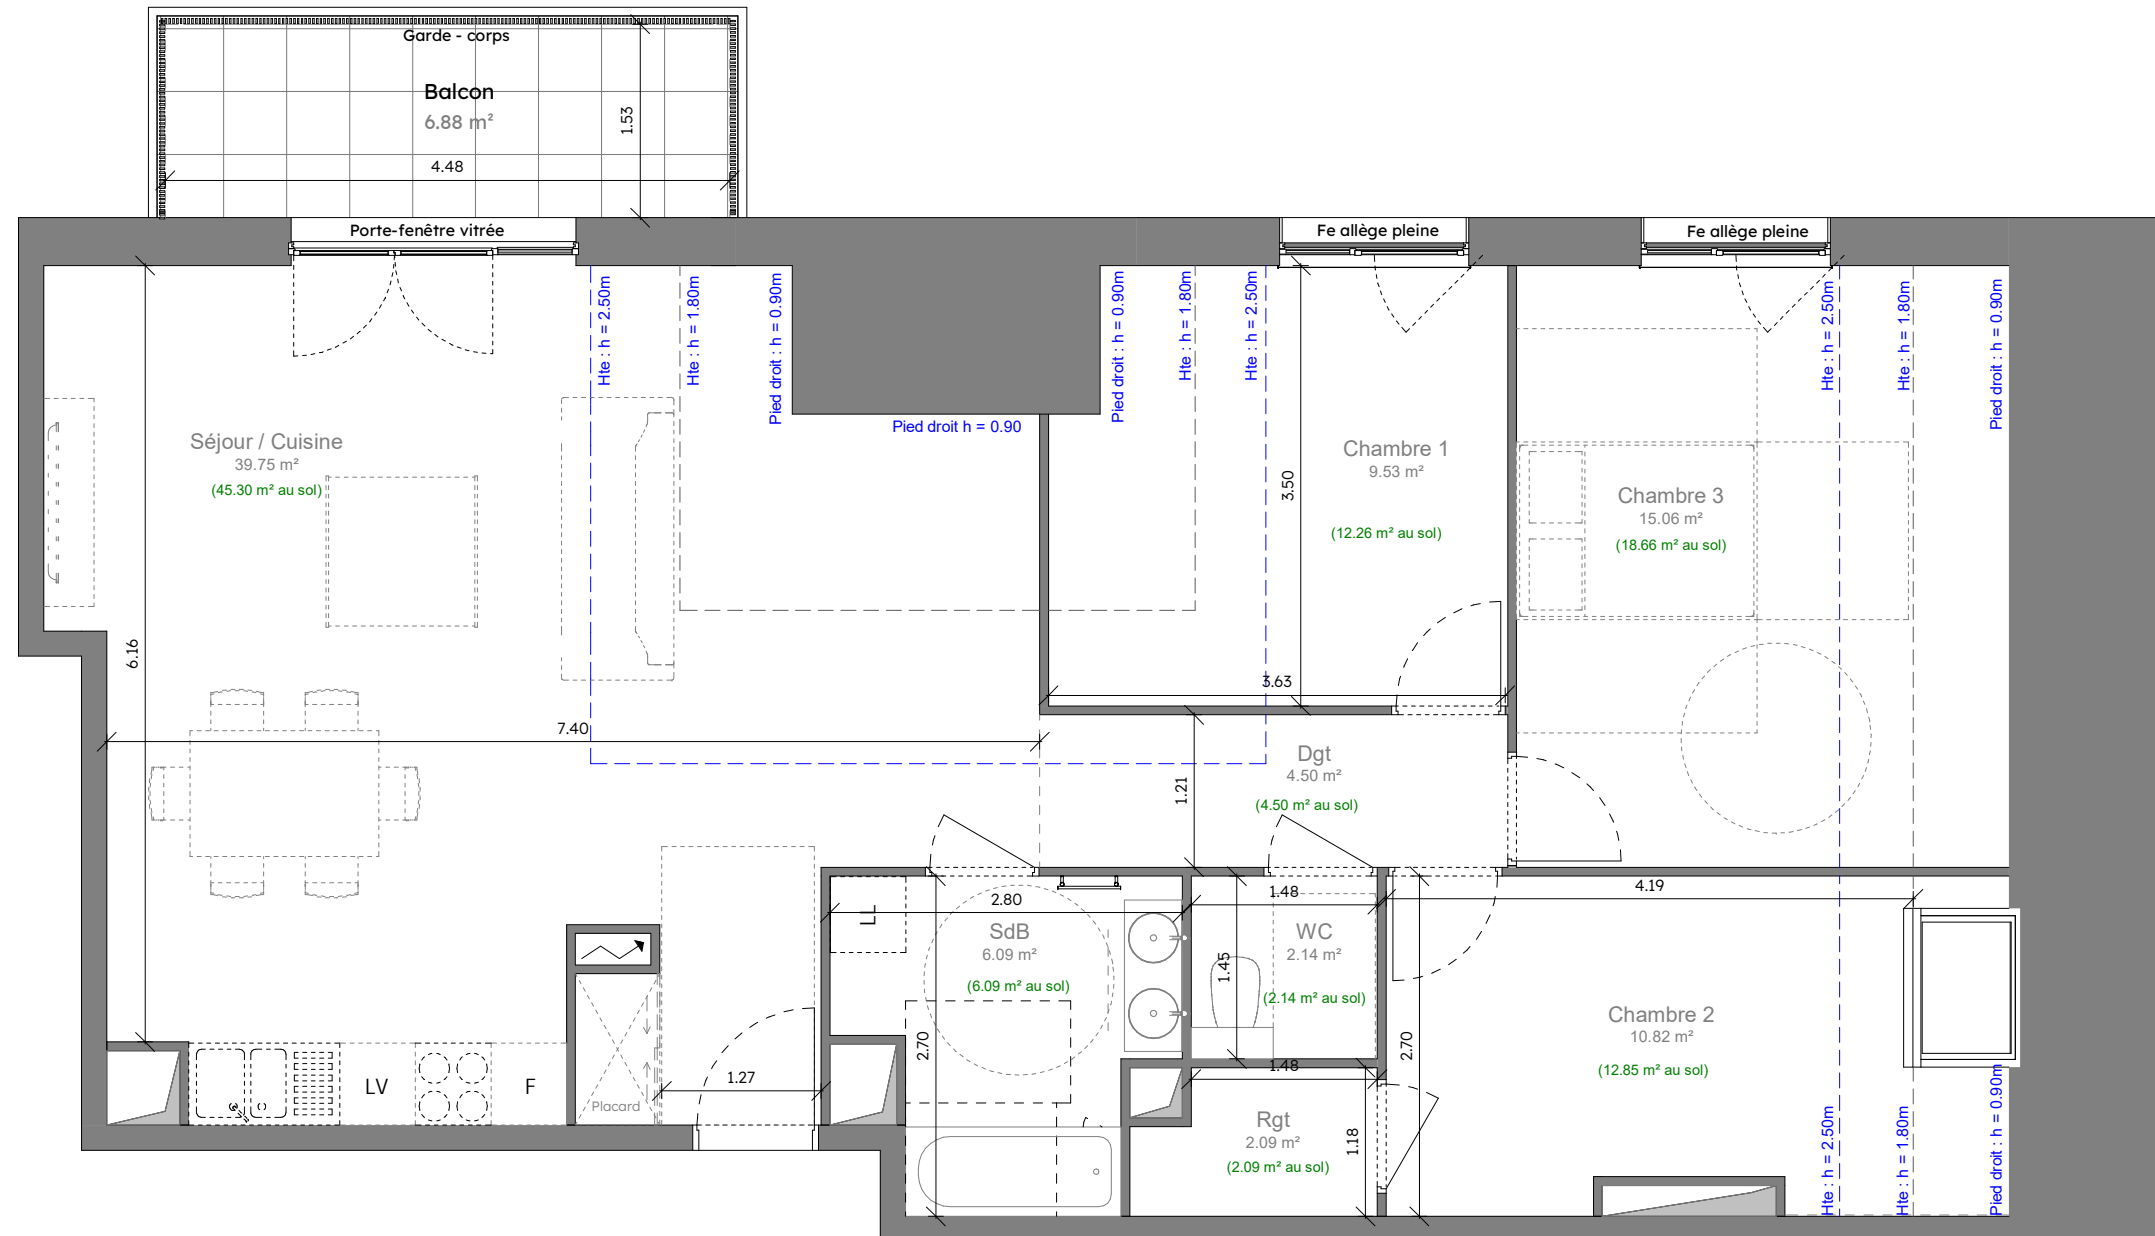 Garde - corps
Balcon
6.88 m²
1.53
4.48
Porte-fenêtre vitrée
Fe allège pleine
Fe allège pleine
Hte : h = 2.50m
Hte : h = 1.80m
Pied droit : h = 0.90m
Pied droit h = 0.90
Pied droit : h = 0.90m
Hte : h = 1.80m
Hte : h = 2.50m
Hte : h = 2.50m
Hte : h = 1.80m
Pied droit : h = 0.90m
Séjour / Cuisine
39.75 m²
(45.30 m² au sol)
Chambre 1
9.53 m²
(12.26 m² au sol)
3.50
Chambre 3
15.06 m²
(18.66 m² au sol)
6.16
3.63
7.40
Dgt
4.50 m²
(4.50 m² au sol)
1.21
LL
2.80
SdB
6.09 m²
(6.09 m² au sol)
2.70
1.48
WC
2.14 m²
(2.14 m² au sol)
1.45
4.19
Chambre 2
10.82 m²
(12.85 m² au sol)
2.70
LV
F
Placard
1.27
1.48
Rgt
2.09 m²
(2.09 m² au sol)
1.18
Hte : h = 2.50m
Hte : h = 1.80m
Pied droit : h = 0.90m